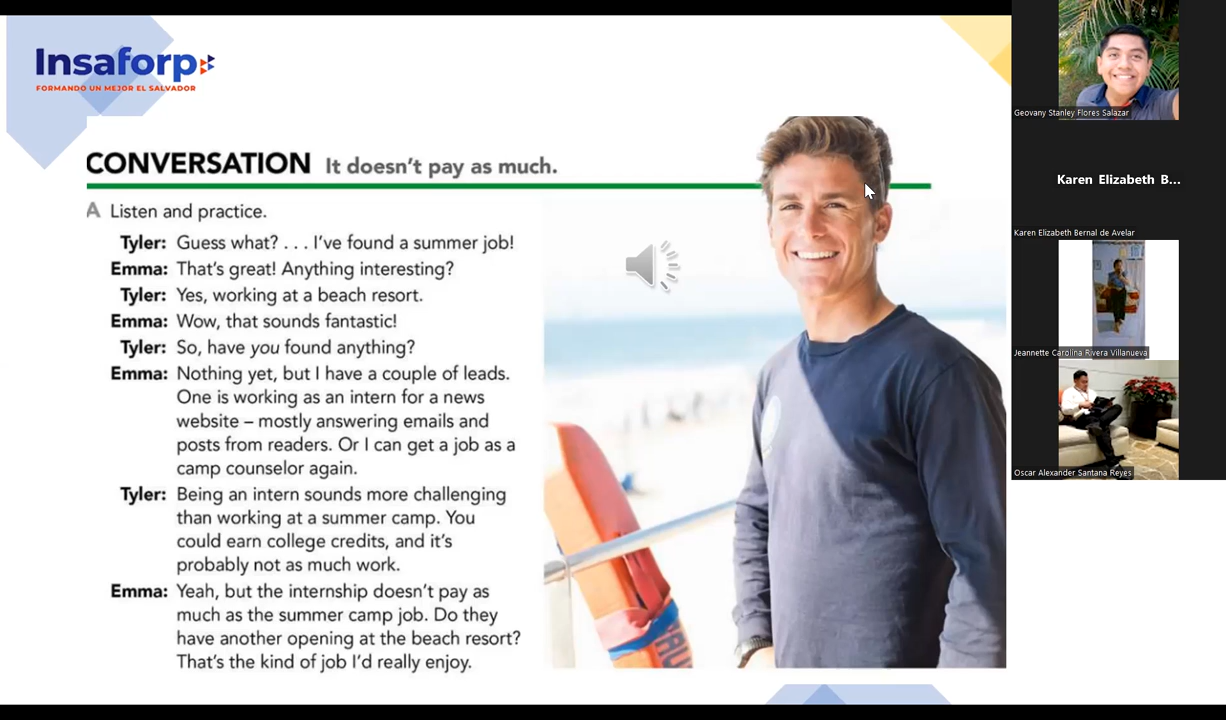 Insaforp
FORMANDO UN MEJOR EL SALVADOR
CONVERSATION It doesn't pay as much.
A Listen and practice.
Tyler: Guess what? . . . I've found a summer job!
Emma: That's great! Anything interesting?
Tyler: Yes, working at a beach resort.
Emma: Wow, that sounds fantastic!
Tyler: So, have you found anything?
Emma: Nothing yet, but I have a couple of leads.
One is working as an intern for a news
website – mostly answering emails and
posts from readers. Or I can get a job as a
camp counselor again.
Tyler: Being an intern sounds more challenging
than working at a summer camp. You
could earn college credits, and it's
probably not as much work.
Emma: Yeah, but the internship doesn't pay as
much as the summer camp job. Do they
have another opening at the beach resort?
That's the kind of job I'd really enjoy.
Geovany Stanley Flores Salazar
Karen Elizabeth B...
Karen Elizabeth Bernal de Avelar
Jeannette Carolina Rivera Villanueva
Oscar Alexander Santana Reyes